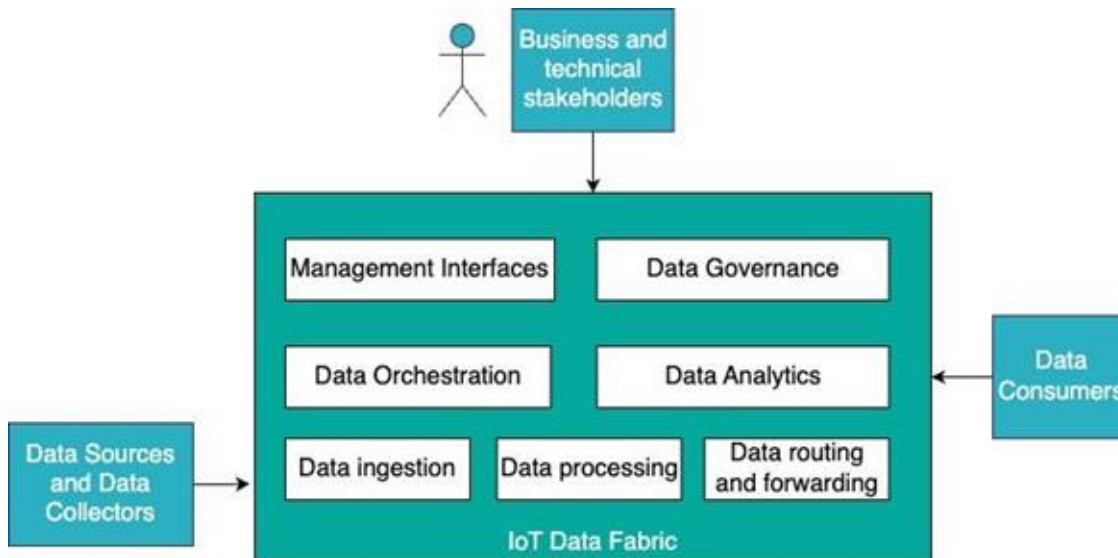 Business and
technical
stakeholders
Management Interfaces
Data Governance
Data Orchestration
Data Analytics
Data
Consumers
Data Sources
and Data
Collectors
Data ingestion
Data processing
Data routing
and forwarding
IoT Data Fabric